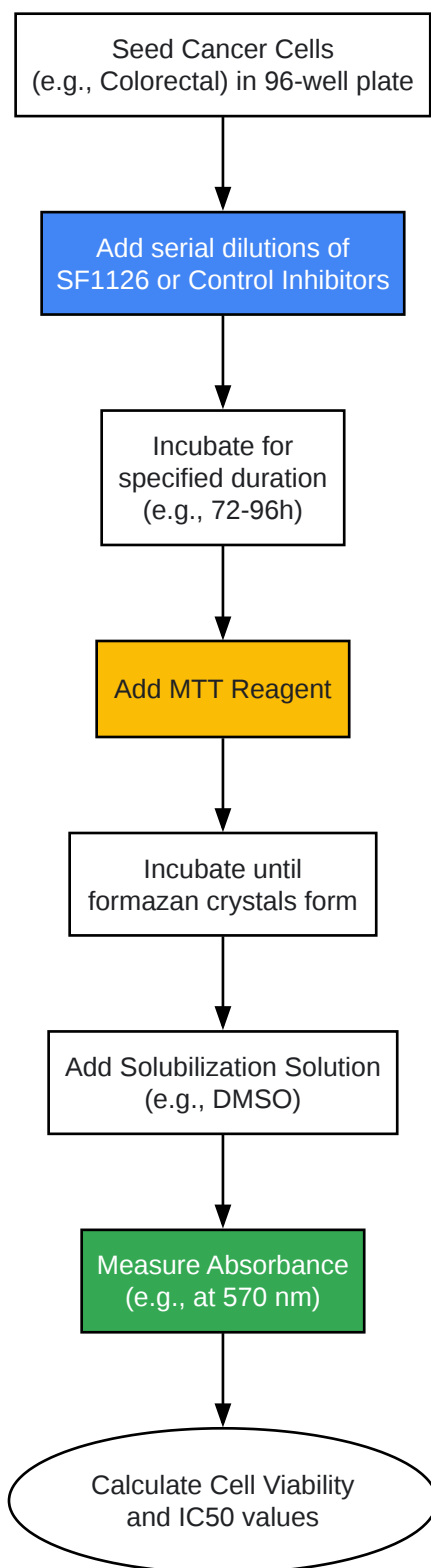 Seed Cancer Cells
(e.g., Colorectal) in 96-well plate
Add serial dilutions of
SF1126 or Control Inhibitors
Incubate for
specified duration
(e.g., 72-96h)
Add MTT Reagent
Incubate until
formazan crystals form
Add Solubilization Solution
(e.g., DMSO)
Measure Absorbance
(e.g., at 570 nm)
Calculate Cell Viability
and IC50 values